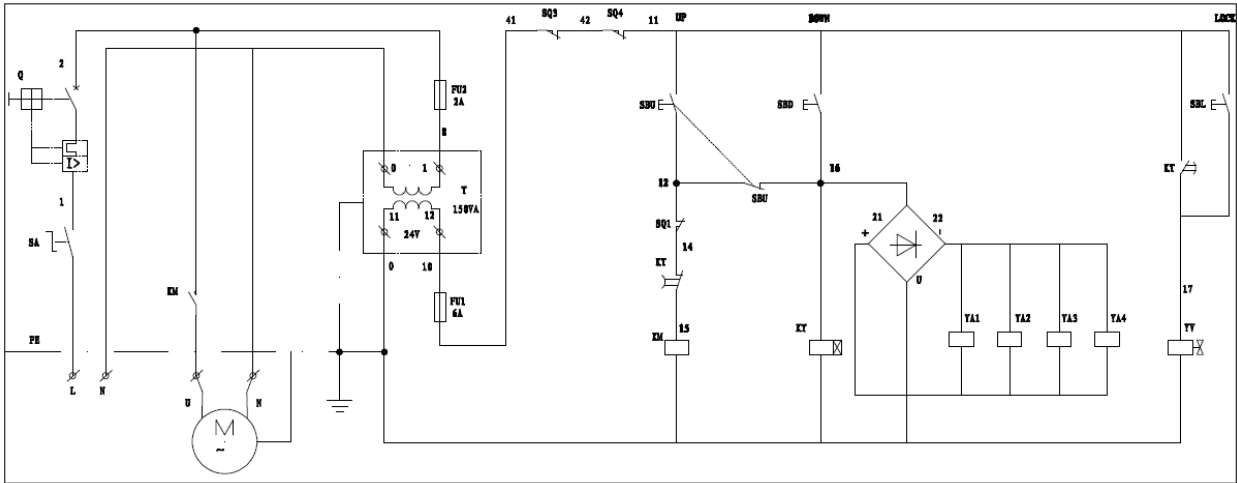 41 SQ3 42 SQ4 11 UP DOWN LOCK
2
Q
FU2
2A
SBU SBD SBL
8
I>
0 1
T
150VA
12 16 KT
SBU
1
11 12
21 22
+ -
SQ1
SA
24V
14
0 10
KT
U
17
KM
FU1
6A
15
YA1 YA2 YA3 YA4
PE
KM KT YV
L N U N
M
~